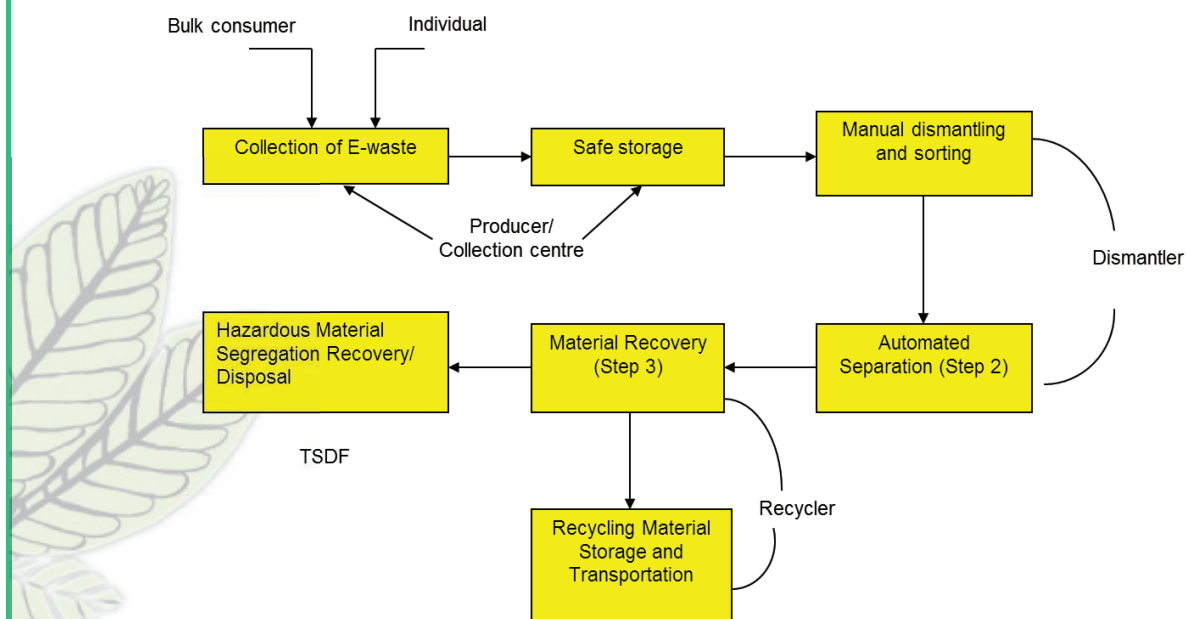 Bulk consumer
Individual
Collection of E-waste
Safe storage
Manual dismantling
and sorting
Producer/
Collection centre
Dismantler
Hazardous Material
Segregation Recovery/
Disposal
Material Recovery
(Step 3)
Automated
Separation (Step 2)
TSDF
Recycler
Recycling Material
Storage and
Transportation